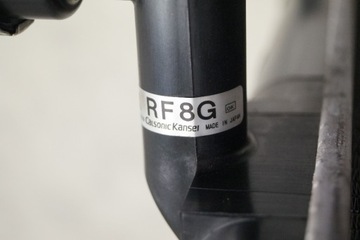 RF8G
Calsonic Kansei MADE IN JAPAN